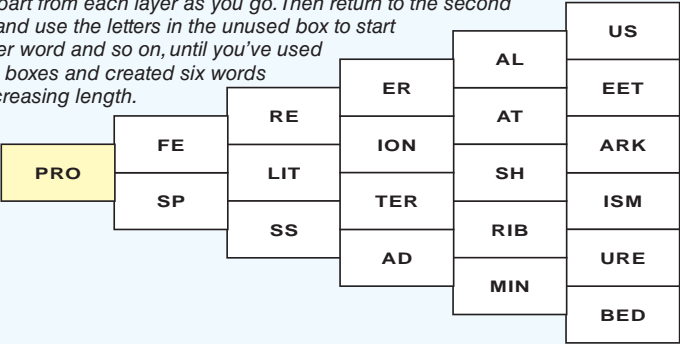 part from each layer as you go. Then return to the second
and use the letters in the unused box to start
er word and so on, until you've used
boxes and created six words
creasing length.
PRO
FE
SP
RE
LIT
SS
ER
ION
TER
AD
AL
AT
SH
RIB
MIN
US
EET
ARK
ISM
URE
BED